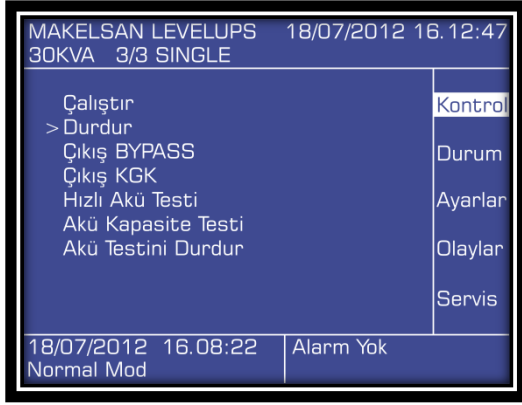 MAKELSAN LEVELUPS 18/07/2012 16.12:47
30KVA 3/3 SINGLE
Çalıştır
>Durdur
Çıkış BYPASS
Çıkış KGK
Hızlı Akü Testi
Akü Kapasite Testi
Akü Testini Durdur
Kontrol
Durum
Ayarlar
Olaylar
Servis
18/07/2012 16.08:22
Normal Mod
Alarm Yok